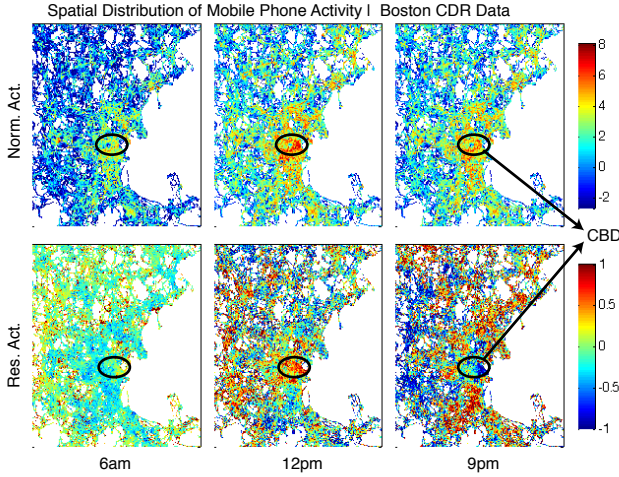 Spatial Distribution of Mobile Phone Activity | Boston CDR Data
Norm. Act.
8
6
4
2
0
-2
CBD
Res. Act.
1
0.5
0
-0.5
-1
6am
12pm
9pm